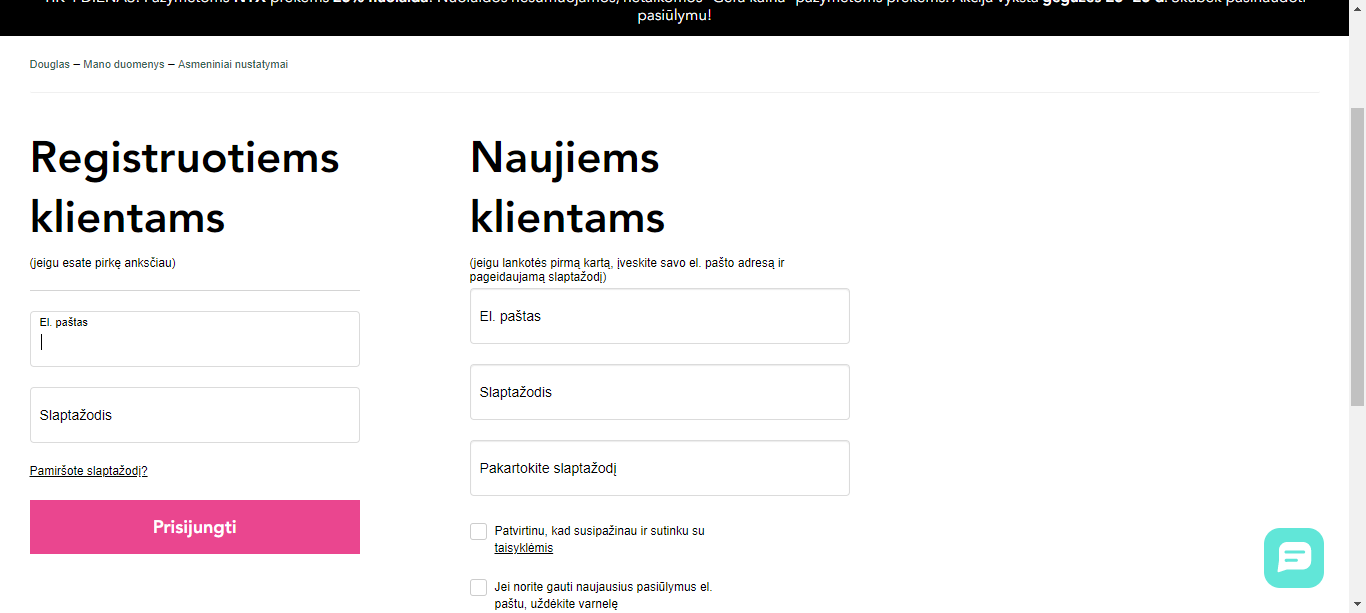 pasiūlymu!
Douglas – Mano duomenys – Asmeniniai nustatymai
Registruotiems
klientams
(jeigu esate pirkę anksčiau)
El. paštas
Slaptažodis
Pamiršote slaptažodį?
Prisijungti
Naujiems
klientams
(jeigu lankotės pirmą kartą, įveskite savo el. pašto adresą ir
pageidaujamą slaptažodį)
El. paštas
Slaptažodis
Pakartokite slaptažodį
Patvirtinu, kad susipažinau ir sutinku su
taisyklėmis
Jei norite gauti naujausius pasiūlymus el.
paštu, uždėkite varnelę